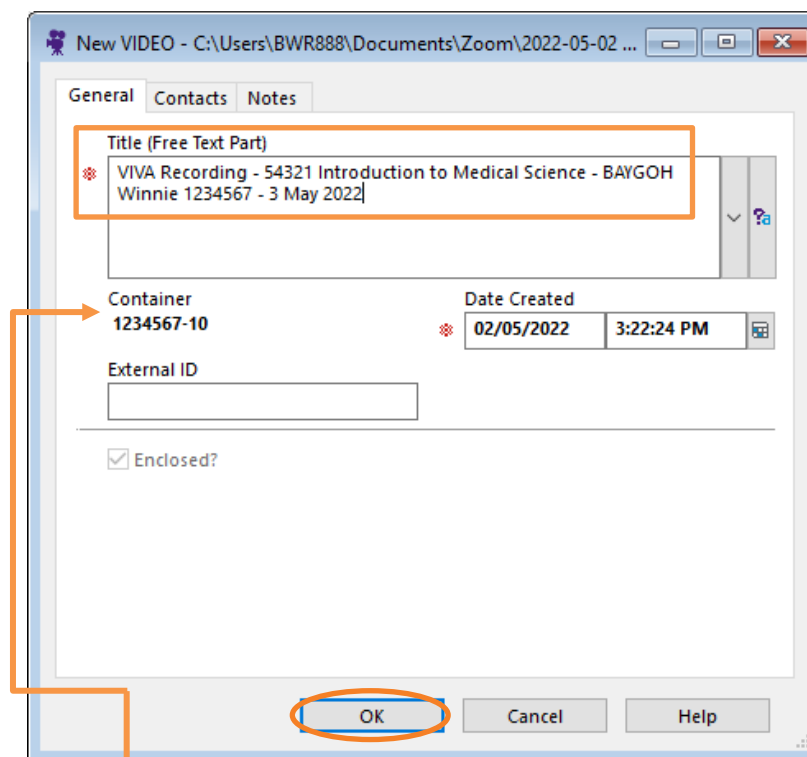 New VIDEO - C:\Users\BWR888\Documents\Zoom\2022-05-02 ...
General Contacts Notes
Title (Free Text Part)
VIVA Recording - 54321 Introduction to Medical Science - BAYGOH
Winnie 1234567 - 3 May 2022
Container Date Created
1234567-10 02/05/2022 3:22:24 PM
External ID
Enclosed?
OK Cancel Help